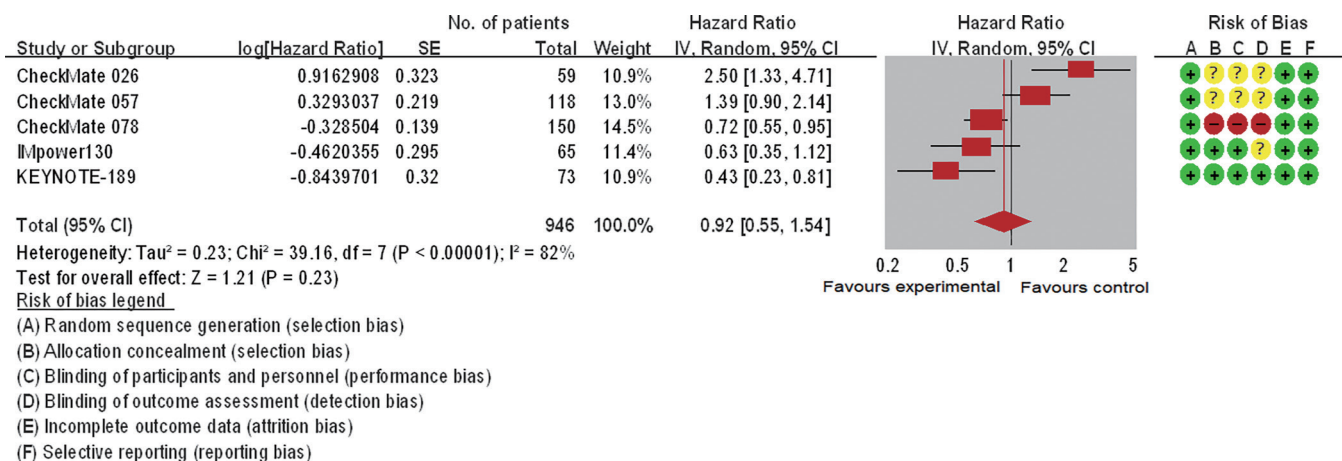 No. of patients Hazard Ratio Hazard Ratio Risk of Bias
Study or Subgroup log[Hazard Ratio] SE Total Weight IV, Random, 95% CI IV, Random, 95% CI A B C D E F
CheckMate 026 0.9162908 0.323 59 10.9% 2.50 [1.33, 4.71] + ? ? ? + +
CheckMate 057 0.3293037 0.219 118 13.0% 1.39 [0.90, 2.14] + ? ? ? + +
CheckMate 078 -0.328504 0.139 150 14.5% 0.72 [0.55, 0.95] + - - - + +
IMpower130 -0.4620355 0.295 65 11.4% 0.63 [0.35, 1.12] + + + ? + +
KEYNOTE-189 -0.8439701 0.32 73 10.9% 0.43 [0.23, 0.81] + + + + + +
Total (95% CI) 946 100.0% 0.92 [0.55, 1.54]
Heterogeneity: Tau² = 0.23; Chi² = 39.16, df = 7 (P < 0.00001); I² = 82%
Test for overall effect: Z = 1.21 (P = 0.23)
0.2 0.5 1 2 5
Favours experimental Favours control
Risk of bias legend
(A) Random sequence generation (selection bias)
(B) Allocation concealment (selection bias)
(C) Blinding of participants and personnel (performance bias)
(D) Blinding of outcome assessment (detection bias)
(E) Incomplete outcome data (attrition bias)
(F) Selective reporting (reporting bias)